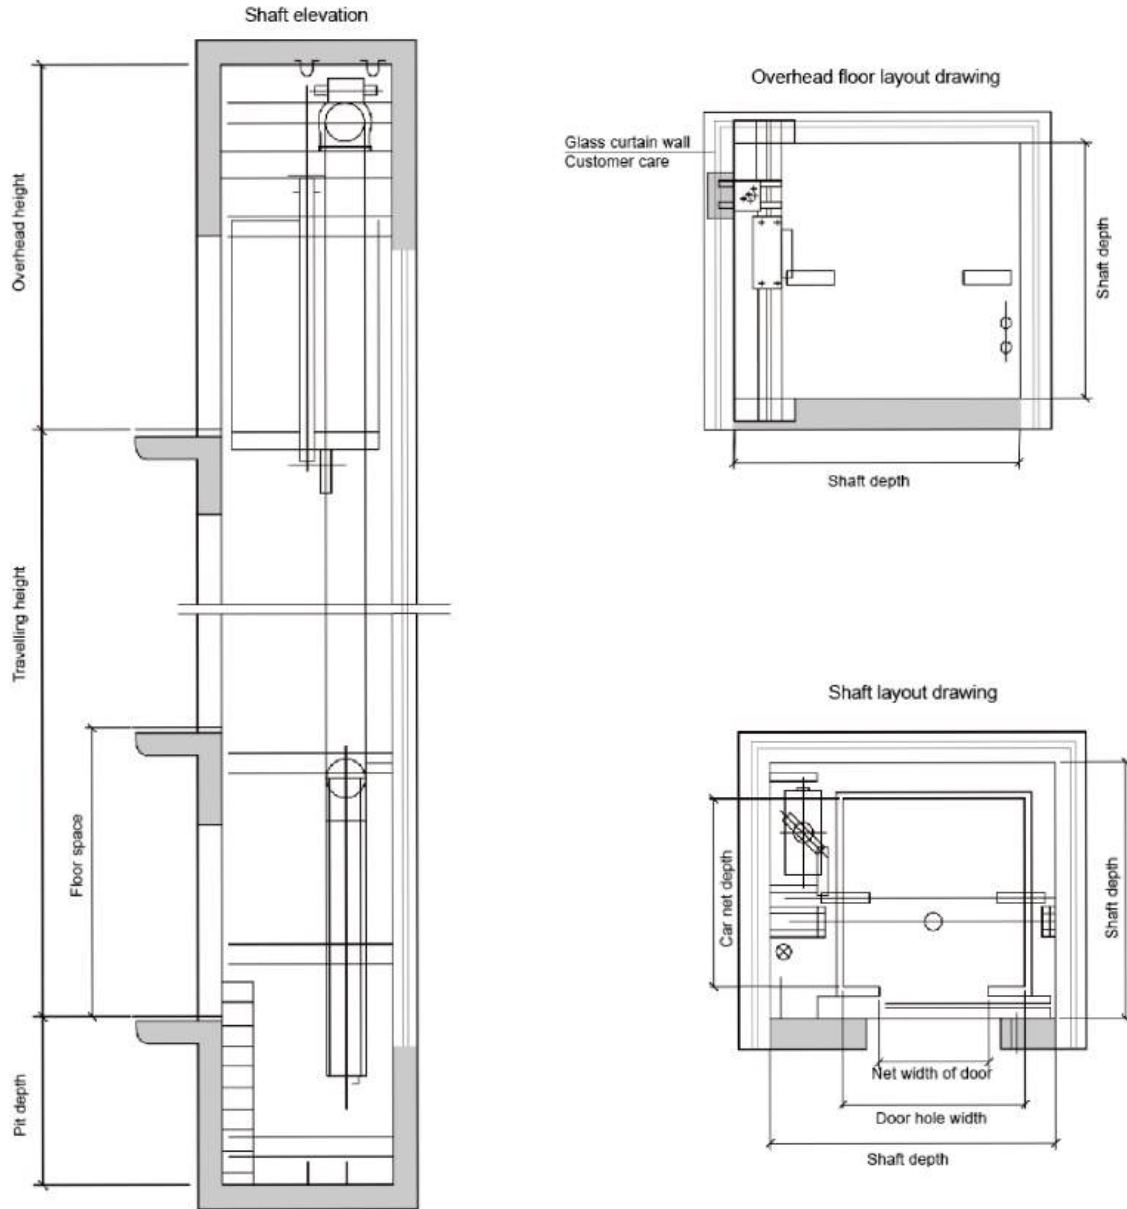 Shaft elevation
Overhead height
Travelling height
Floor space
Pit depth
Overhead floor layout drawing
Glass curtain wall
Customer care
Shaft depth
Shaft depth
Shaft layout drawing
Car net depth
Shaft depth
Net width of door
Door hole width
Shaft depth